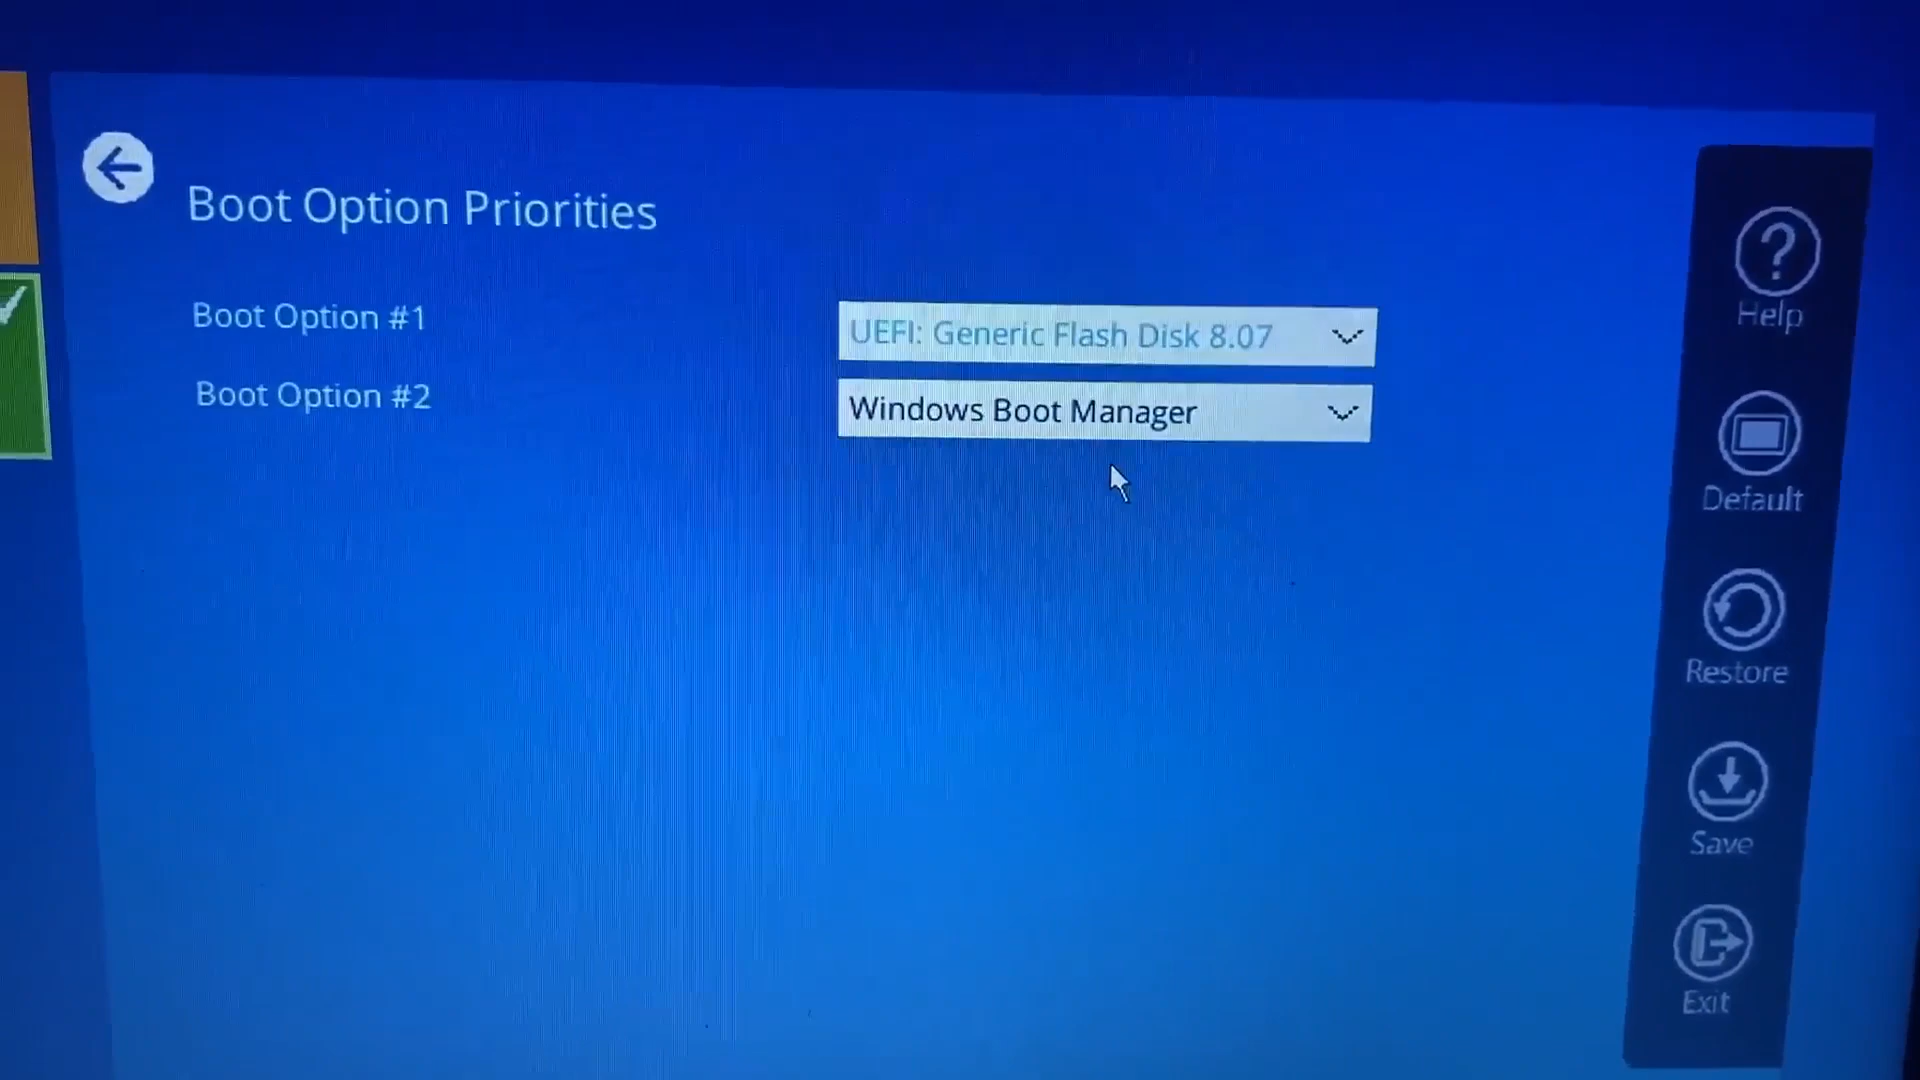 Boot Option Priorities
Boot Option #1
UEFI: Generic Flash Disk 8.07
Boot Option #2
Windows Boot Manager
Help
Default
Restore
Save
Exit